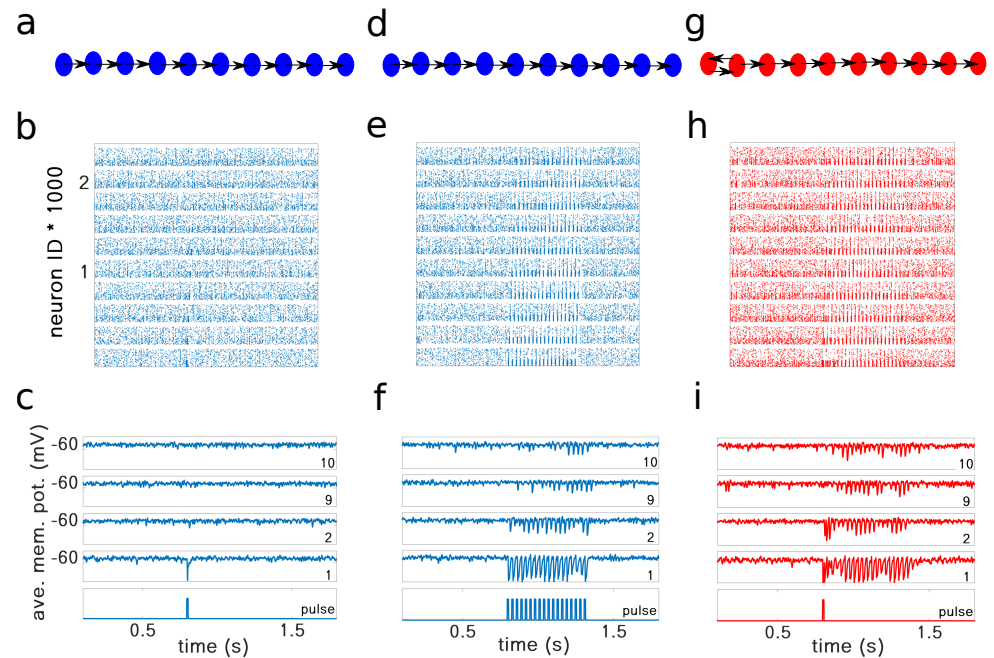 a
d
g
b
e
h
neuron ID * 1000
2
1
c
f
i
ave. mem. pot. (mV)
-60
10
10
10
-60
9
9
9
-60
2
2
2
-60
1
1
1
pulse
pulse
pulse
0.5
1.5
0.5
1.5
0.5
1.5
time (s)
time (s)
time (s)